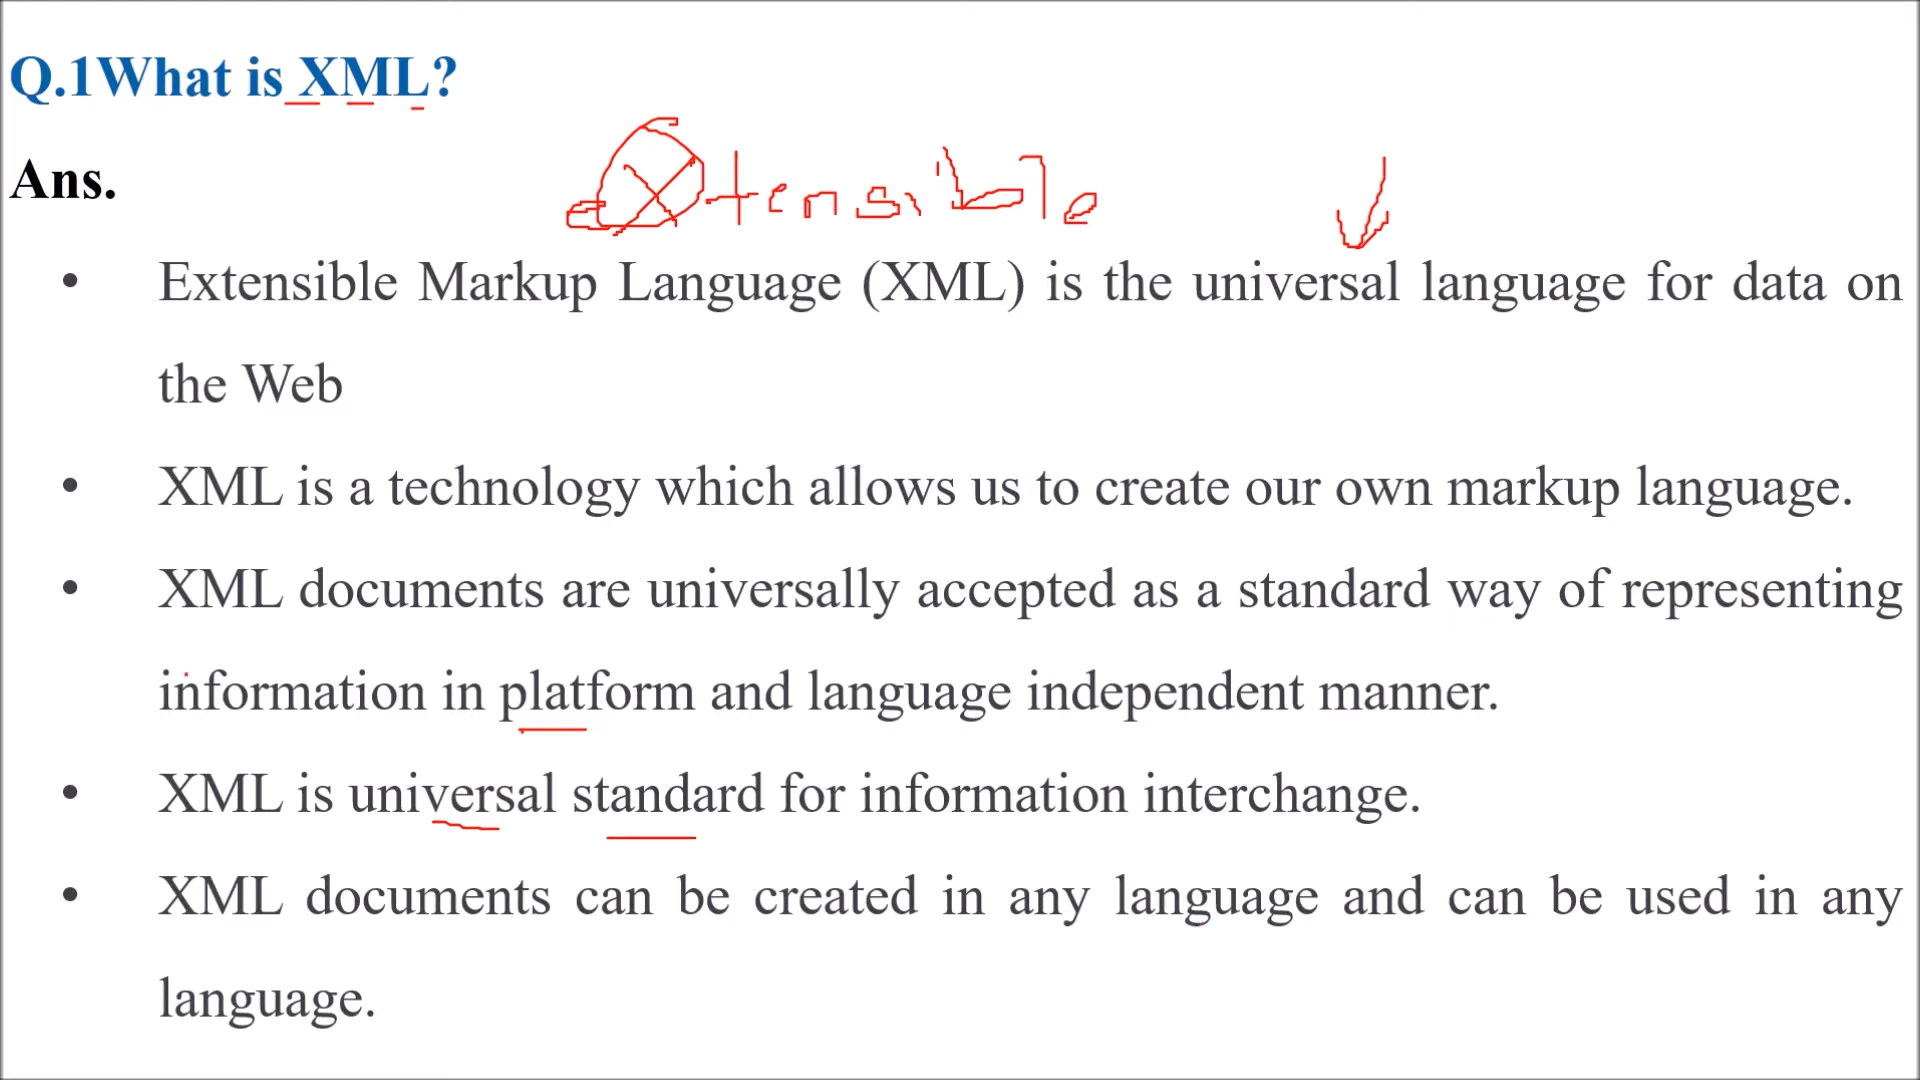 Q.1What is XML?
Extensible
Ans.
• Extensible Markup Language (XML) is the universal language for data on
the Web
• XML is a technology which allows us to create our own markup language.
• XML documents are universally accepted as a standard way of representing
information in platform and language independent manner.
• XML is universal standard for information interchange.
• XML documents can be created in any language and can be used in any
language.